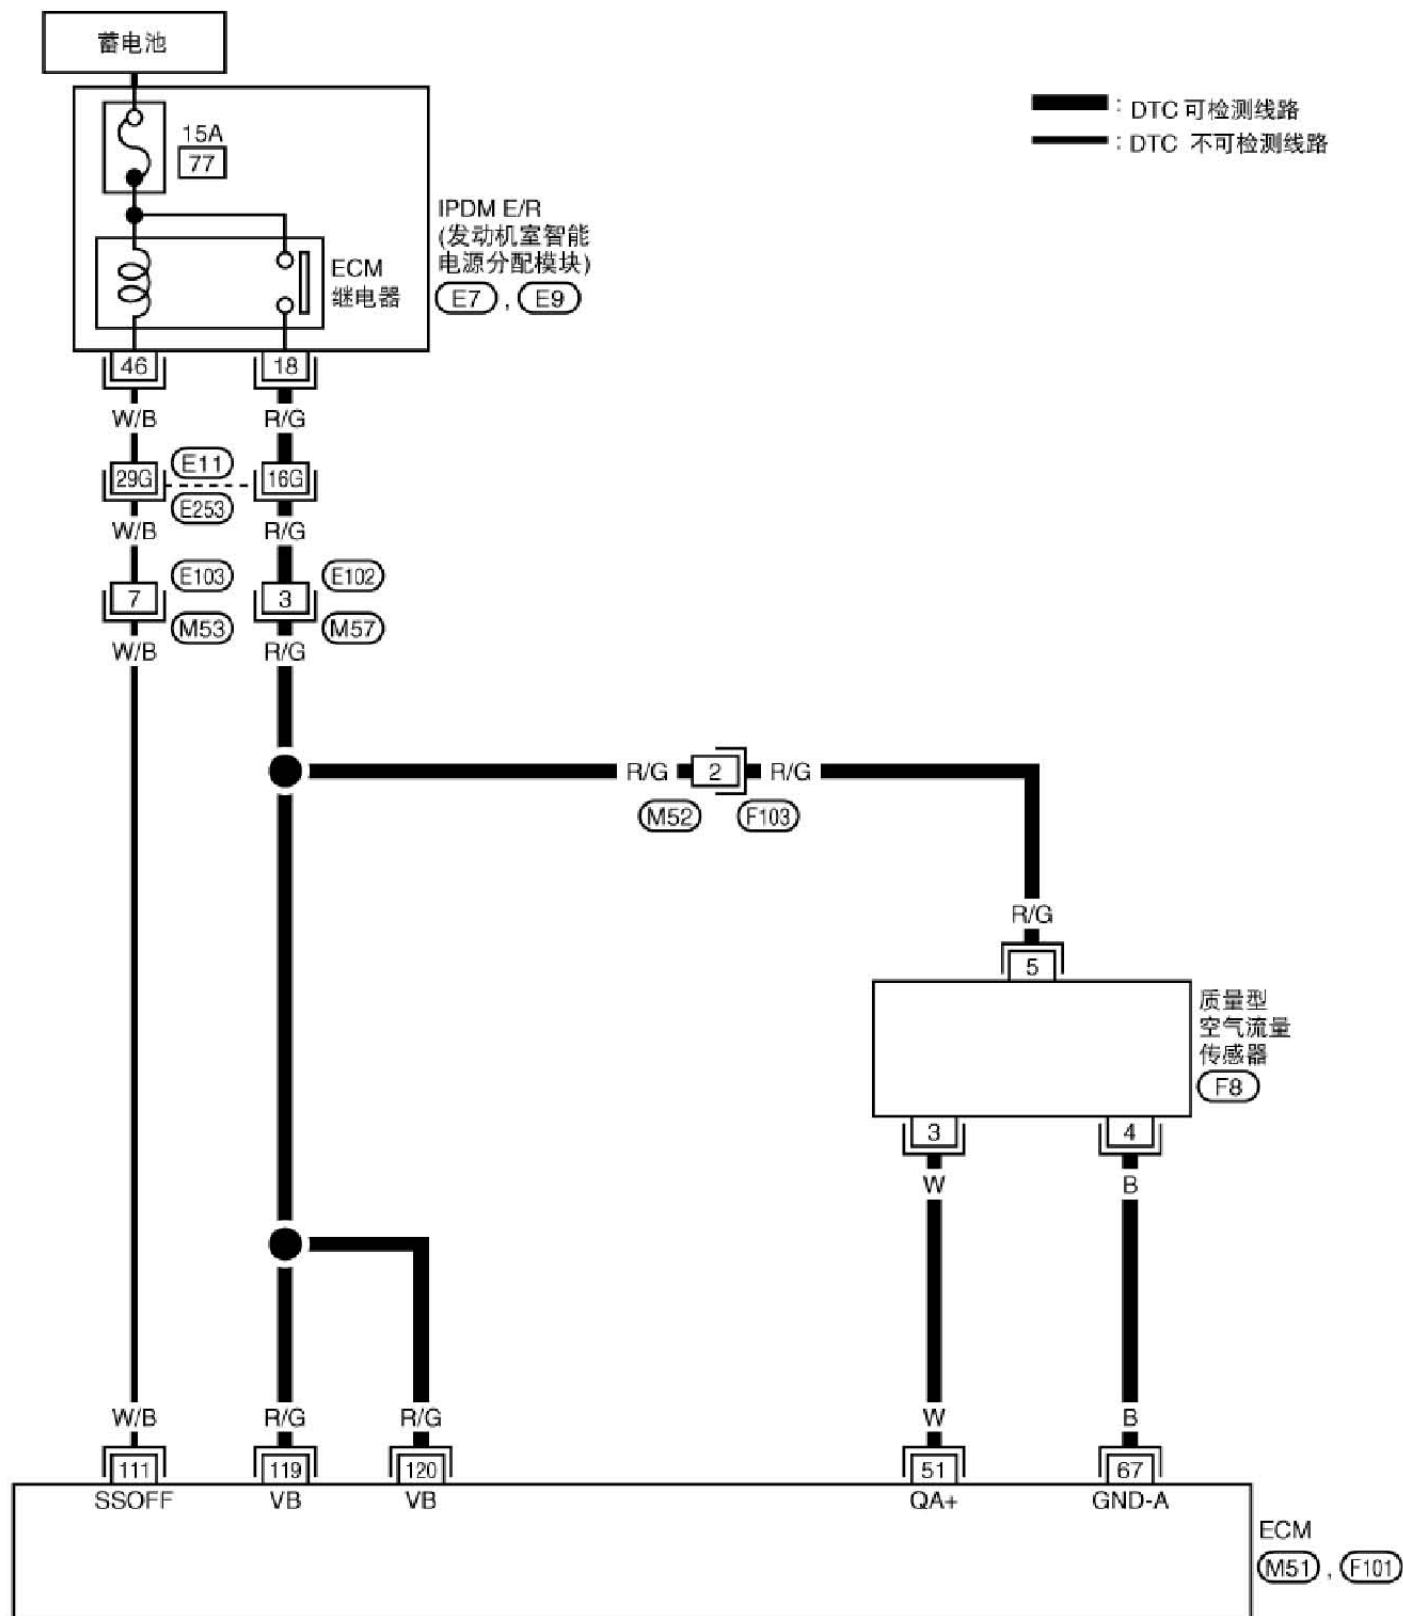 蓄电池
15A
77
: DTC 可检测线路
: DTC 不可检测线路
IPDM E/R
(发动机室智能
电源分配模块)
E7 , E9
ECM
继电器
46 18
W/B R/G
29G E11 16G
E253
W/B R/G
E103 E102
7 3
M53 M57
W/B R/G
R/G 2 R/G
M52 F103
R/G
5
质量型
空气流量
传感器
F8
3 4
W B
W/B R/G R/G W B
111 119 120 51 67
SSOFF VB VB QA+ GND-A
ECM
M51 , F101